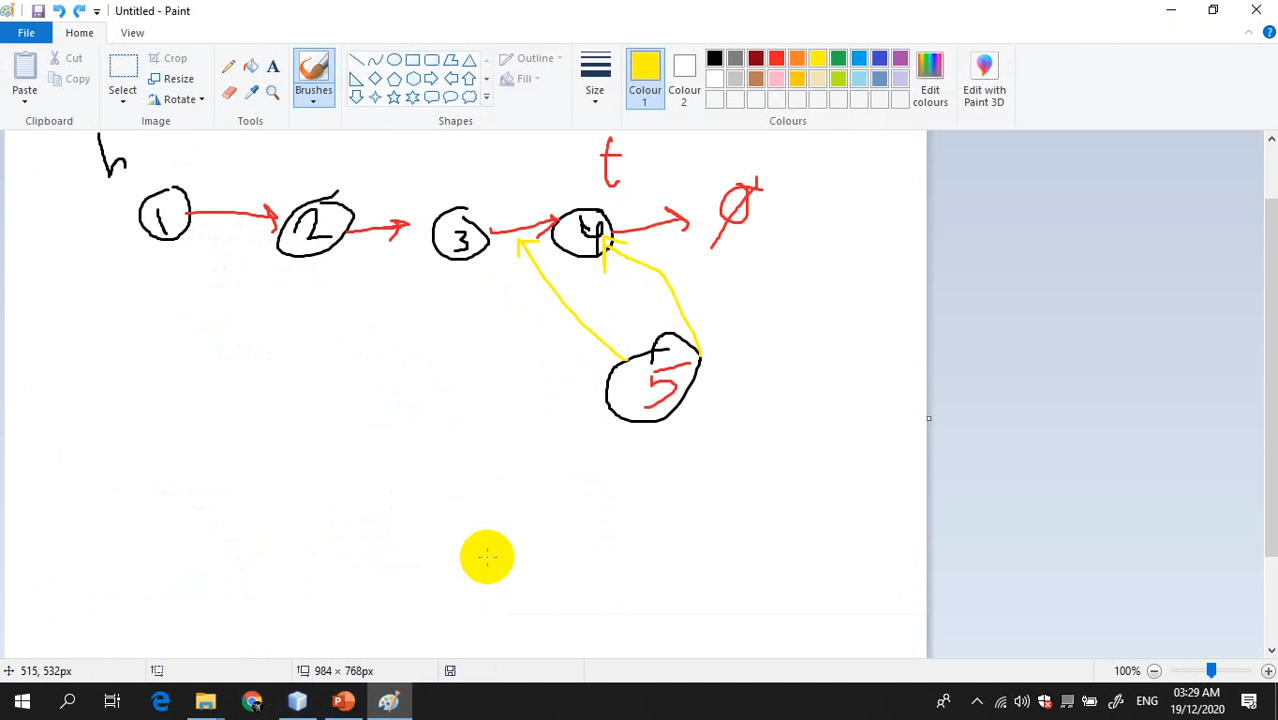 Untitled - Paint
File Home View
Paste
Cut
Copy
Clipboard
Select
Crop
Resize
Rotate
Image
A
Tools
Brushes
Shapes
Outline
Fill
Size
Colour 1
Colour 2
Edit colours
Edit with Paint 3D
Colours
h
t
1 2 3 4 Ø
5
515, 532px
984 × 768px
100%
ENG
03:29 AM
19/12/2020